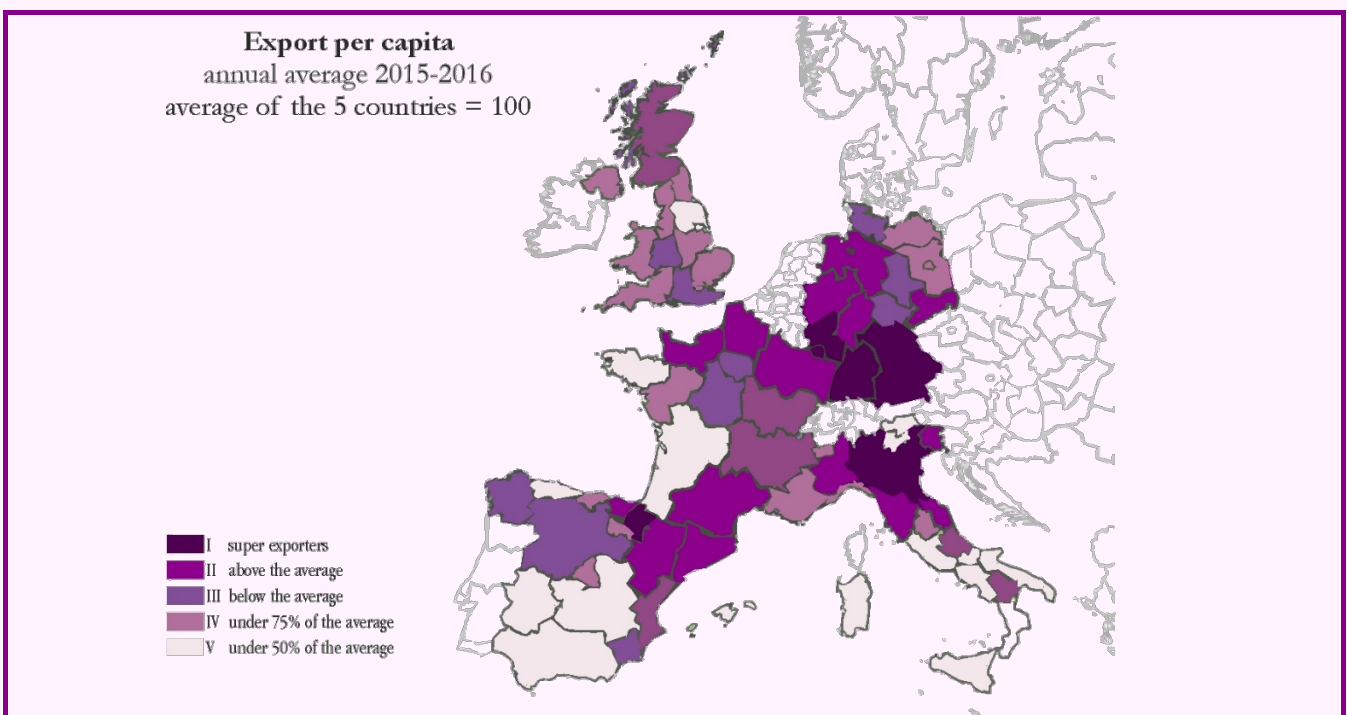 Export per capita
annual average 2015-2016
average of the 5 countries = 100
I super exporters
II above the average
III below the average
IV under 75% of the average
V under 50% of the average